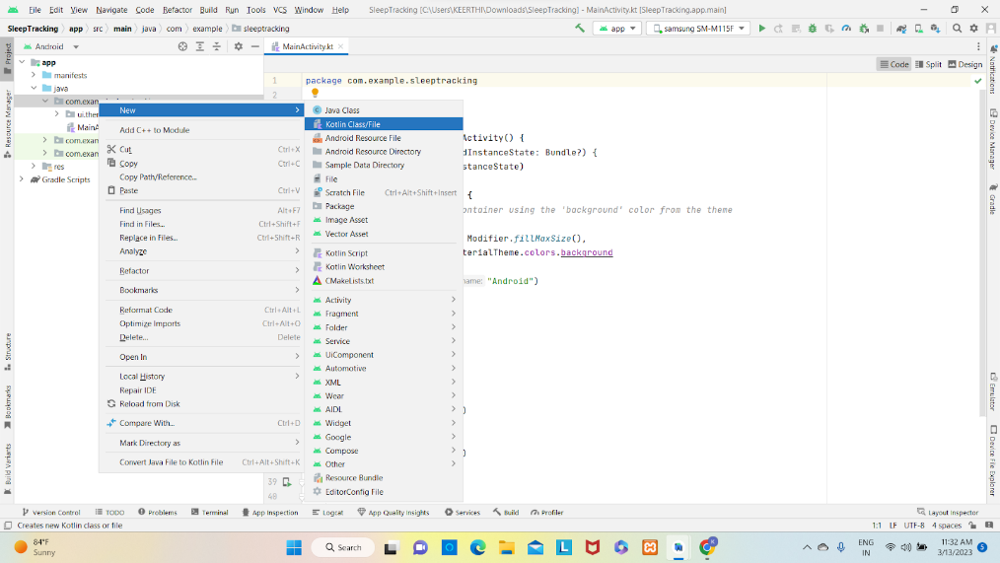 File Edit View Navigate Code Refactor Build Run Tools VCS Window Help SleepTracking [C:\Users\KEERTHI\Downloads\SleepTracking] - MainActivity.kt [SleepTracking.app.main]
SleepTracking app src main java com example sleeptracking app samsung SM-M115F
Android MainActivity.kt
Code Split Design
app
manifests
java
com.exam
ui.ther
MainA
com.exam
com.exam
res
Gradle Scripts
1 package com.example.sleeptracking
2
Activity() {
dInstanceState: Bundle?) {
stanceState)
{
ontainer using the 'background' color from the theme
Modifier.fillMaxSize(),
terialTheme.colors.background
name: "Android")
)
)
39
40
New
Add C++ to Module
Cut Ctrl+X
Copy Ctrl+C
Copy Path/Reference...
Paste Ctrl+V
Find Usages Alt+F7
Find in Files... Ctrl+Shift+F
Replace in Files... Ctrl+Shift+R
Analyze
Refactor
Bookmarks
Reformat Code Ctrl+Alt+L
Optimize Imports Ctrl+Alt+O
Delete... Delete
Open In
Local History
Repair IDE
Reload from Disk
Compare With... Ctrl+D
Mark Directory as
Convert Java File to Kotlin File Ctrl+Alt+Shift+K
Java Class
Kotlin Class/File
Android Resource File
Android Resource Directory
Sample Data Directory
File
Scratch File Ctrl+Alt+Shift+Insert
Package
Image Asset
Vector Asset
Kotlin Script
Kotlin Worksheet
CMakeLists.txt
Activity
Fragment
Folder
Service
UiComponent
Automotive
XML
Wear
AIDL
Widget
Google
Compose
Other
Resource Bundle
EditorConfig File
Project
Resource Manager
Structure
Bookmarks
Build Variants
Notifications
Device Manager
Gradle
Emulator
Device File Explorer
Version Control TODO Problems Terminal App Inspection Logcat App Quality Insights Services Build Profiler Layout Inspector
Creates new Kotlin class or file 1:1 LF UTF-8 4 spaces
84°F
Sunny
Search
ENG
IN
11:32 AM
3/13/2023
5